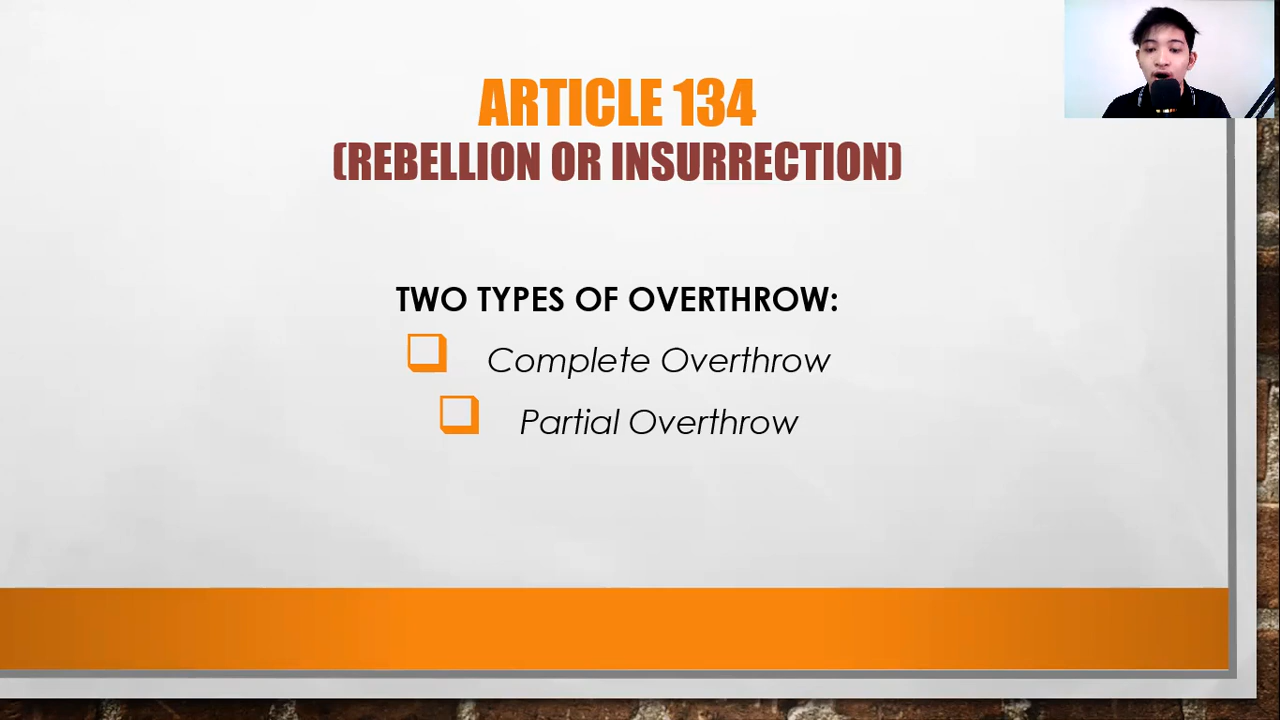 ARTICLE 134
(REBELLION OR INSURRECTION)
TWO TYPES OF OVERTHROW:
Complete Overthrow
Partial Overthrow